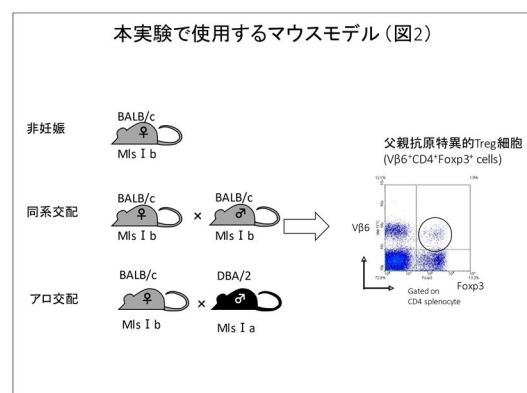 本実験で使用するマウスモデル（図2）
非妊娠
BALB/c
♀
Mls Ⅰ b
同系交配
BALB/c
♀
Mls Ⅰ b
×
BALB/c
♂
Mls Ⅰ b
アロ交配
BALB/c
♀
Mls Ⅰ b
×
DBA/2
♂
Mls Ⅰ a
父親抗原特異的Treg細胞
(Vβ6⁺CD4⁺Foxp3⁺ cells)
Vβ6
Foxp3
Gated on
CD4 splenocyte